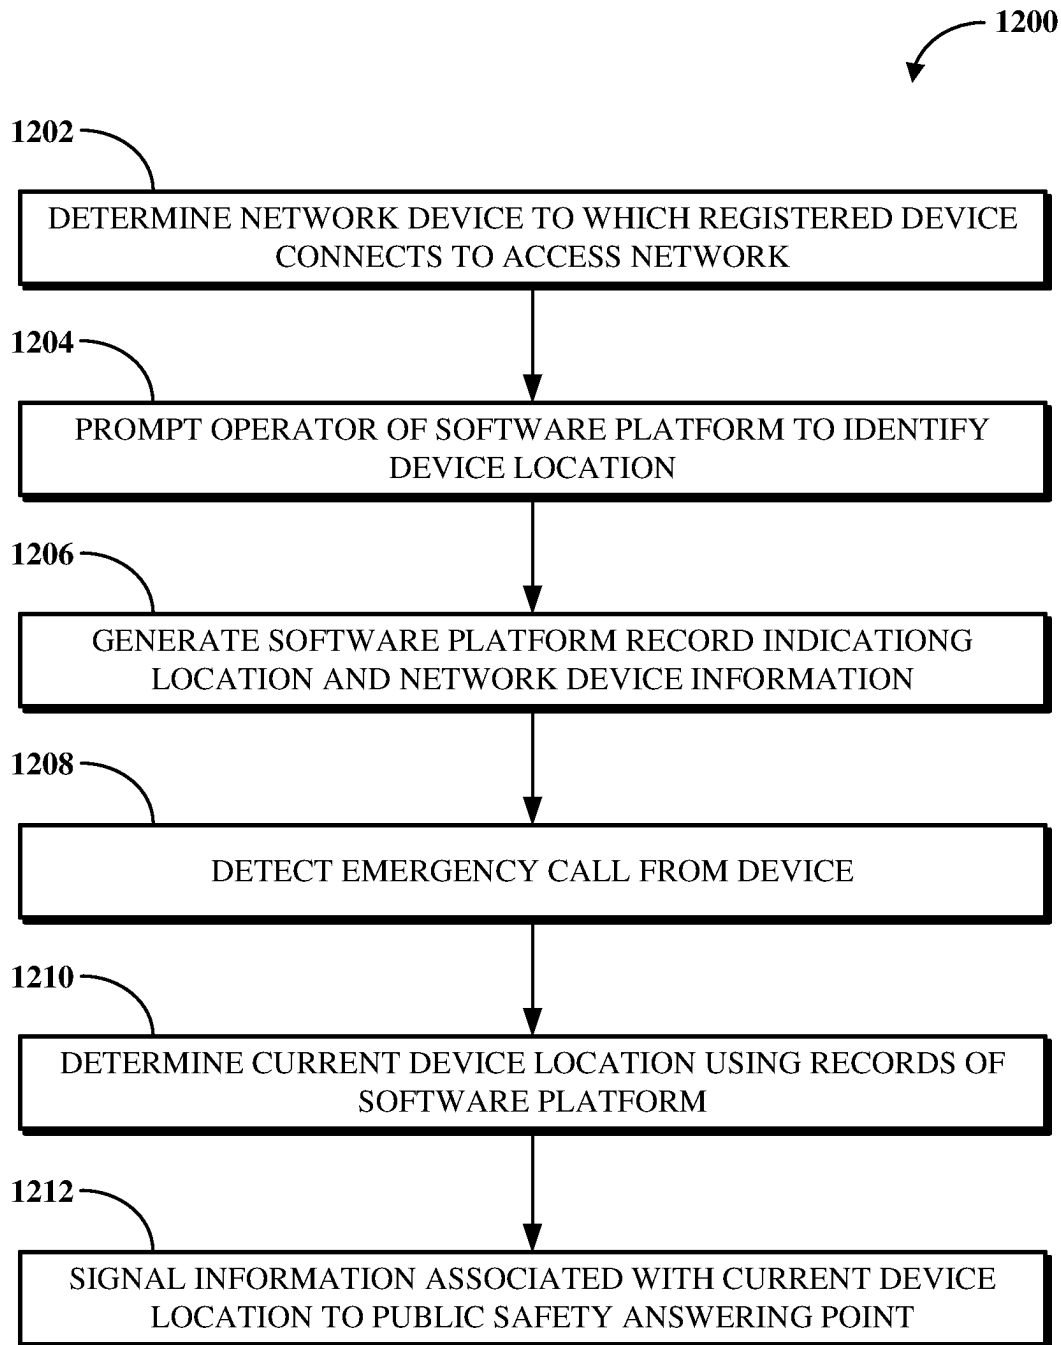 1200
1202
DETERMINE NETWORK DEVICE TO WHICH REGISTERED DEVICE
CONNECTS TO ACCESS NETWORK
1204
PROMPT OPERATOR OF SOFTWARE PLATFORM TO IDENTIFY
DEVICE LOCATION
1206
GENERATE SOFTWARE PLATFORM RECORD INDICATIONG
LOCATION AND NETWORK DEVICE INFORMATION
1208
DETECT EMERGENCY CALL FROM DEVICE
1210
DETERMINE CURRENT DEVICE LOCATION USING RECORDS OF
SOFTWARE PLATFORM
1212
SIGNAL INFORMATION ASSOCIATED WITH CURRENT DEVICE
LOCATION TO PUBLIC SAFETY ANSWERING POINT